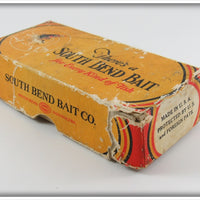 There's a
SOUTH BEND BAIT
For Every Kind of Fish
SOUTH BEND BAIT CO.
MADE IN U.S.A.
PROTECTED BY U.S.
AND FOREIGN PATS.